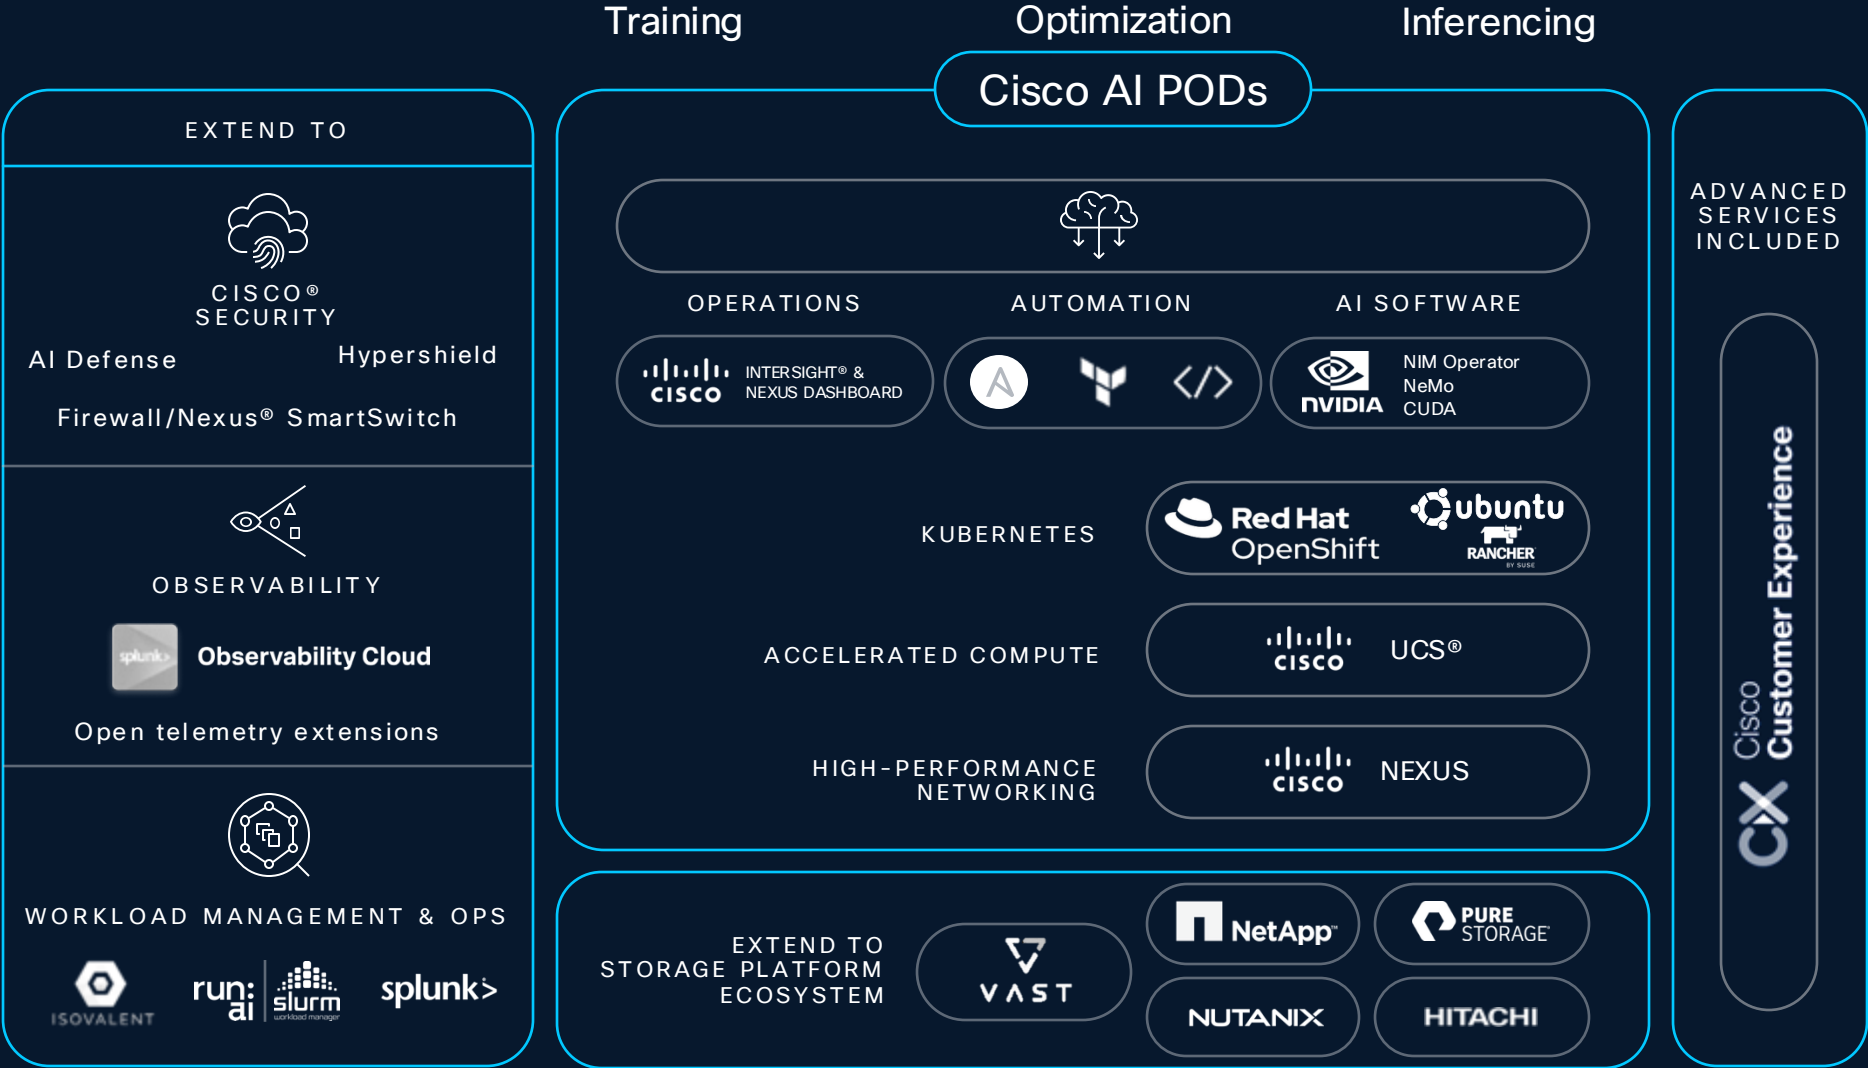 Training
Optimization
Inferencing
Cisco AI PODs
EXTEND TO
CISCO®
SECURITY
AI Defense
Hypershield
Firewall/Nexus® SmartSwitch
OBSERVABILITY
splunk>
Observability Cloud
Open telemetry extensions
WORKLOAD MANAGEMENT & OPS
ISOVALENT
run:
ai
slurm
workload manager
splunk>
OPERATIONS
CISCO
INTERSIGHT® &
NEXUS DASHBOARD
AUTOMATION
</>
AI SOFTWARE
NVIDIA
NIM Operator
NeMo
CUDA
KUBERNETES
Red Hat
OpenShift
ubuntu
RANCHER
BY SUSE
ACCELERATED COMPUTE
CISCO
UCS®
HIGH-PERFORMANCE
NETWORKING
CISCO
NEXUS
EXTEND TO
STORAGE PLATFORM
ECOSYSTEM
VAST
NetApp™
PURE
STORAGE®
NUTANIX
HITACHI
ADVANCED
SERVICES
INCLUDED
CX
Cisco
Customer Experience